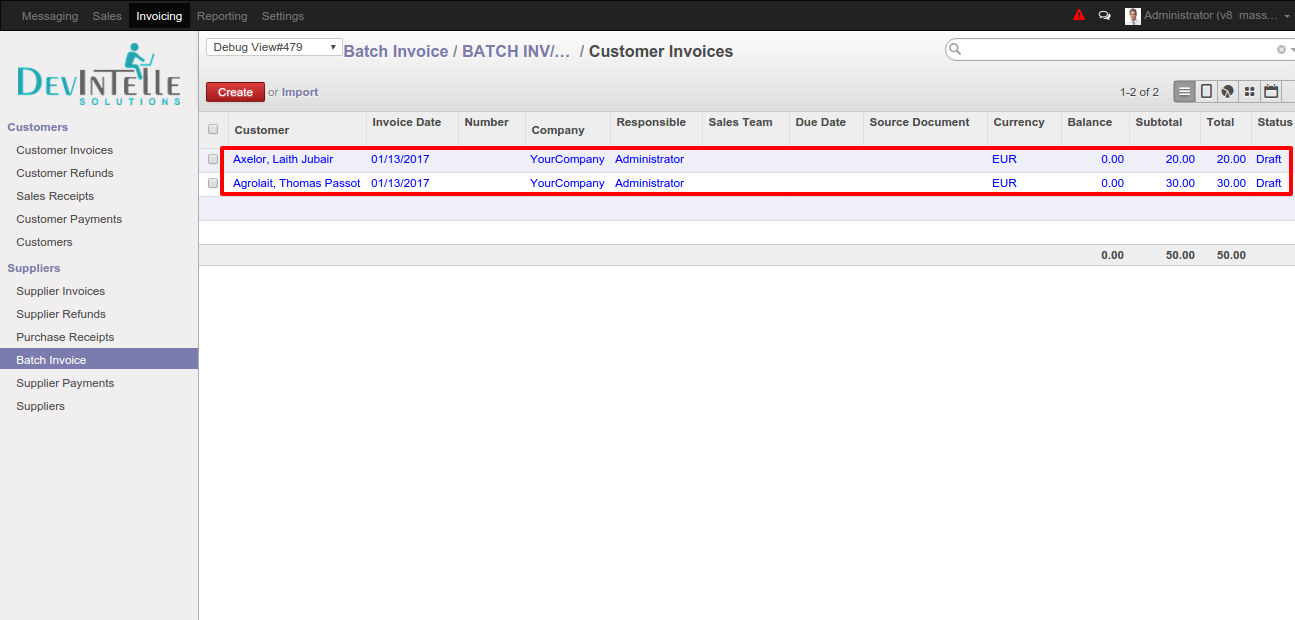 Messaging Sales Invoicing Reporting Settings Administrator (v8 mass...
DEVINTELLE
SOLUTIONS
Debug View#479 Batch Invoice / BATCH INV/... / Customer Invoices
Create or Import 1-2 of 2
Customers
Customer Invoices
Customer Refunds
Sales Receipts
Customer Payments
Customers
Suppliers
Supplier Invoices
Supplier Refunds
Purchase Receipts
Batch Invoice
Supplier Payments
Suppliers
Customer Invoice Date Number Company Responsible Sales Team Due Date Source Document Currency Balance Subtotal Total Status
Axelor, Laith Jubair 01/13/2017 YourCompany Administrator EUR 0.00 20.00 20.00 Draft
Agrolait, Thomas Passot 01/13/2017 YourCompany Administrator EUR 0.00 30.00 30.00 Draft
0.00 50.00 50.00